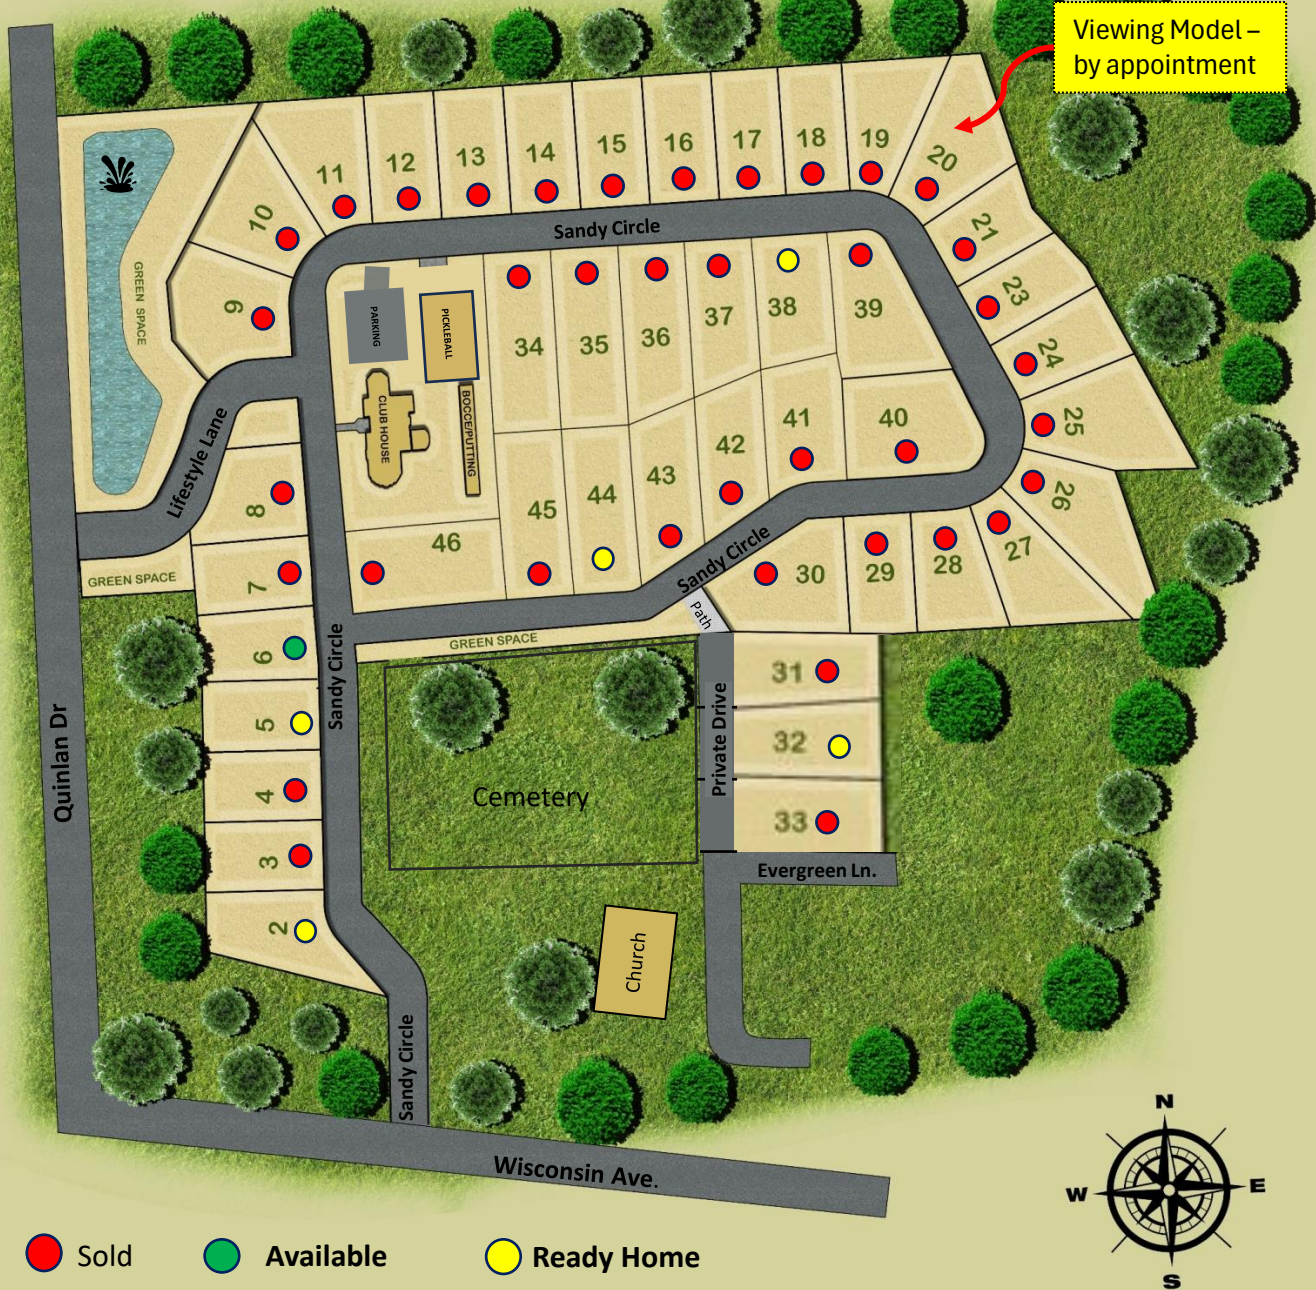 Viewing Model –
by appointment
11
12
13
14
15
16
17
18
19
20
10
9
21
23
24
25
26
27
28
29
30
Sandy Circle
GREEN SPACE
PARKING
PICKLEBALL
CLUB HOUSE
BOCCE/PUTTING
34
35
36
37
38
39
40
41
42
43
44
45
46
Lifestyle Lane
8
7
6
5
4
3
2
GREEN SPACE
Sandy Circle
Sandy Circle
GREEN SPACE
Path
31
32
33
Private Drive
Quinlan Dr
Cemetery
Evergreen Ln.
Church
Sandy Circle
Wisconsin Ave.
N
W
E
S
Sold
Available
Ready Home